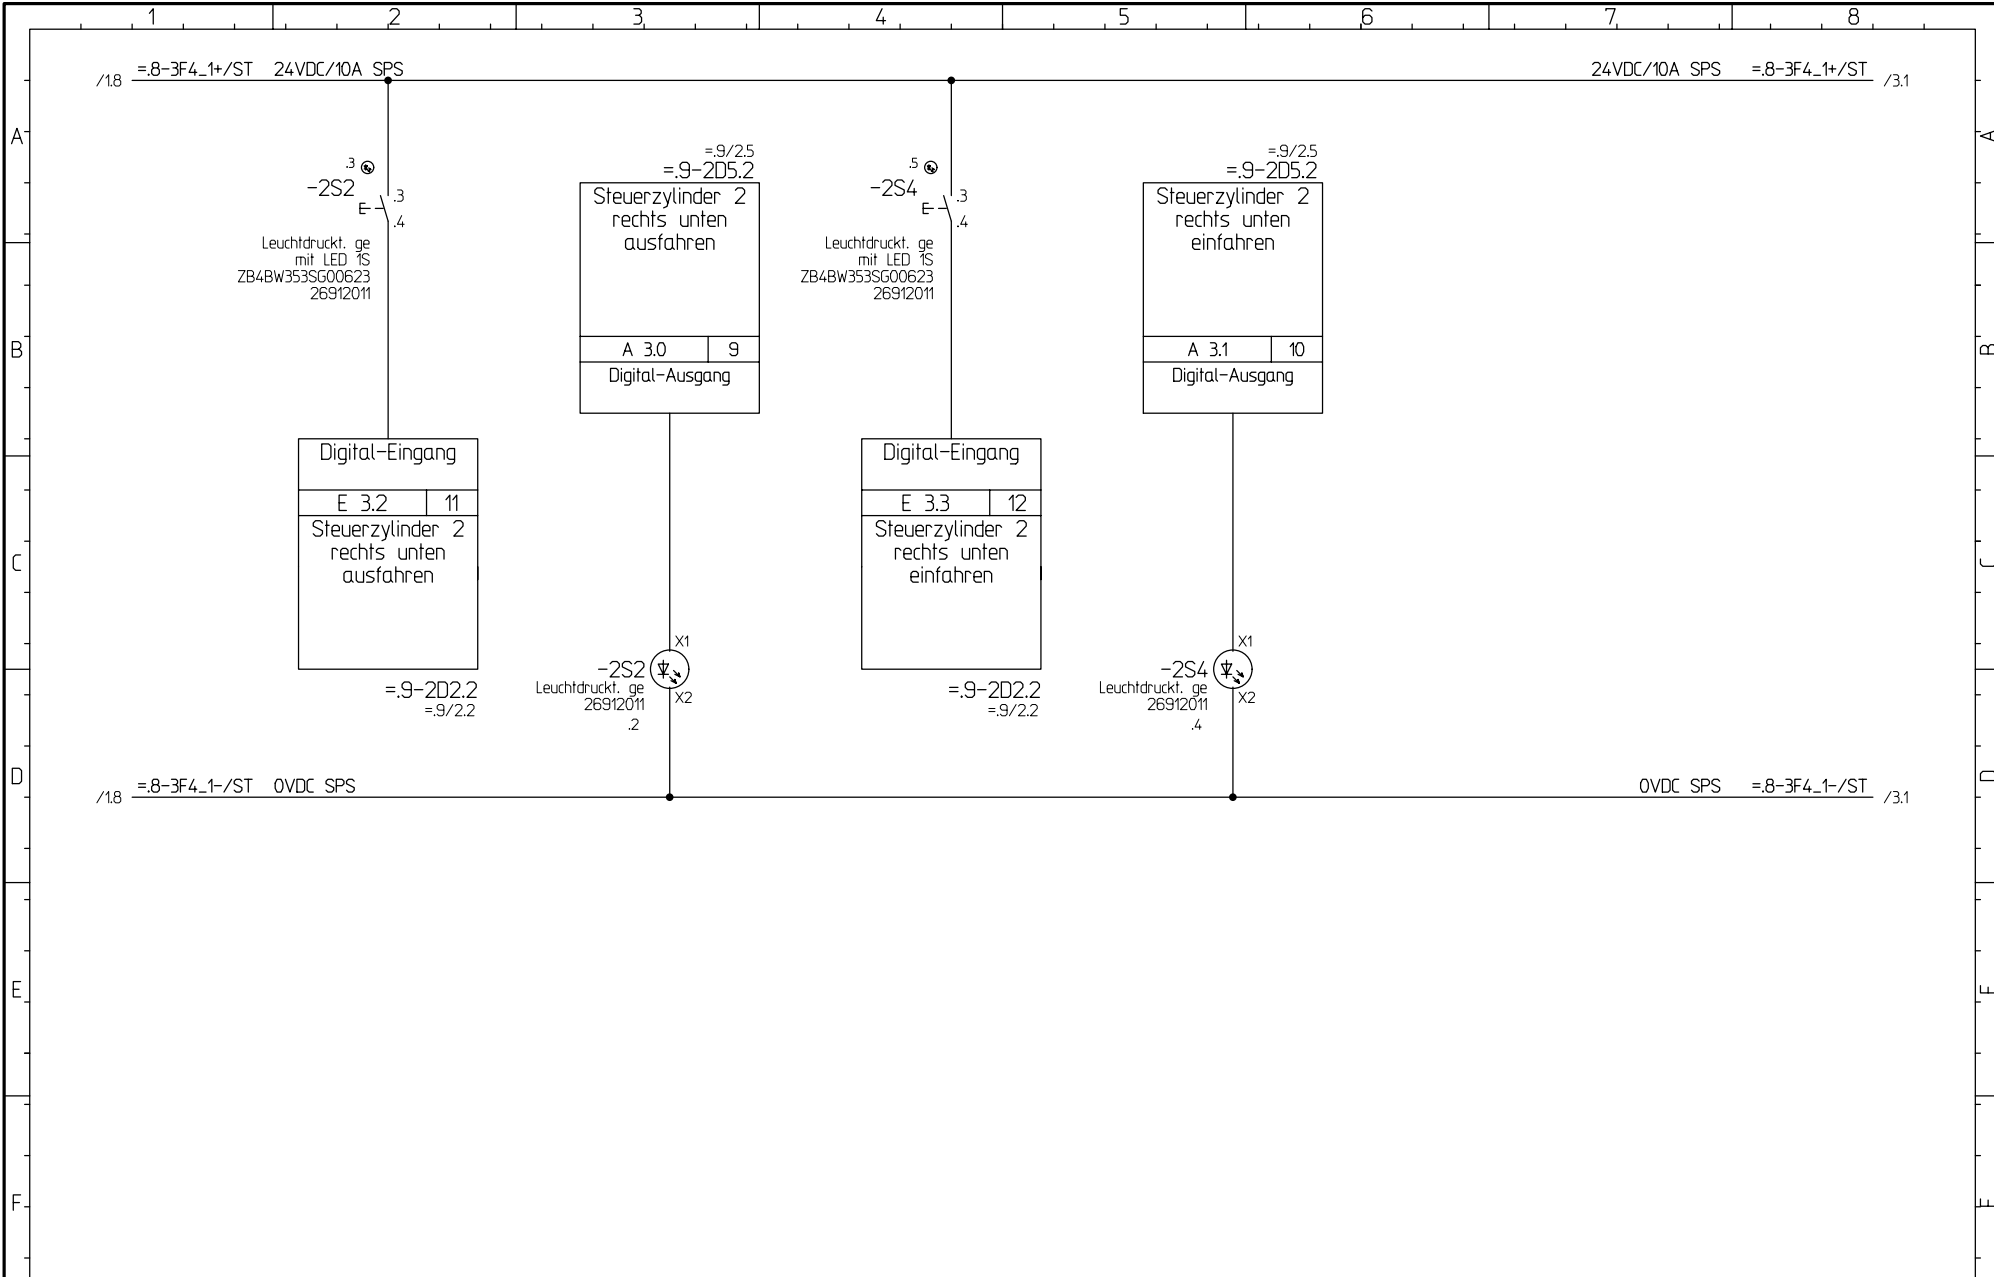 1 2 3 4 5 6 7 8
/1.8 =.8-3F4_1+/ST 24VDC/10A SPS
24VDC/10A SPS =.8-3F4_1+/ST /3.1
A
A
.3
-2S2
.3
.4
Leuchtdruckt. ge
mit LED 1S
ZB4BW353SG00623
26912011
=.9/2.5
=.9-2D5.2
Steuerzylinder 2
rechts unten
ausfahren
A 3.0 9
Digital-Ausgang
.5
-2S4
.3
.4
Leuchtdruckt. ge
mit LED 1S
ZB4BW353SG00623
26912011
=.9/2.5
=.9-2D5.2
Steuerzylinder 2
rechts unten
einfahren
A 3.1 10
Digital-Ausgang
B
B
Digital-Eingang
E 3.2 11
Steuerzylinder 2
rechts unten
ausfahren
=.9-2D2.2
=.9/2.2
X1
-2S2
Leuchtdruckt. ge
26912011
X2
.2
Digital-Eingang
E 3.3 12
Steuerzylinder 2
rechts unten
einfahren
=.9-2D2.2
=.9/2.2
X1
-2S4
Leuchtdruckt. ge
26912011
X2
.4
C
C
D
D
/1.8 =.8-3F4_1-/ST 0VDC SPS
0VDC SPS =.8-3F4_1-/ST /3.1
E
E
F
F